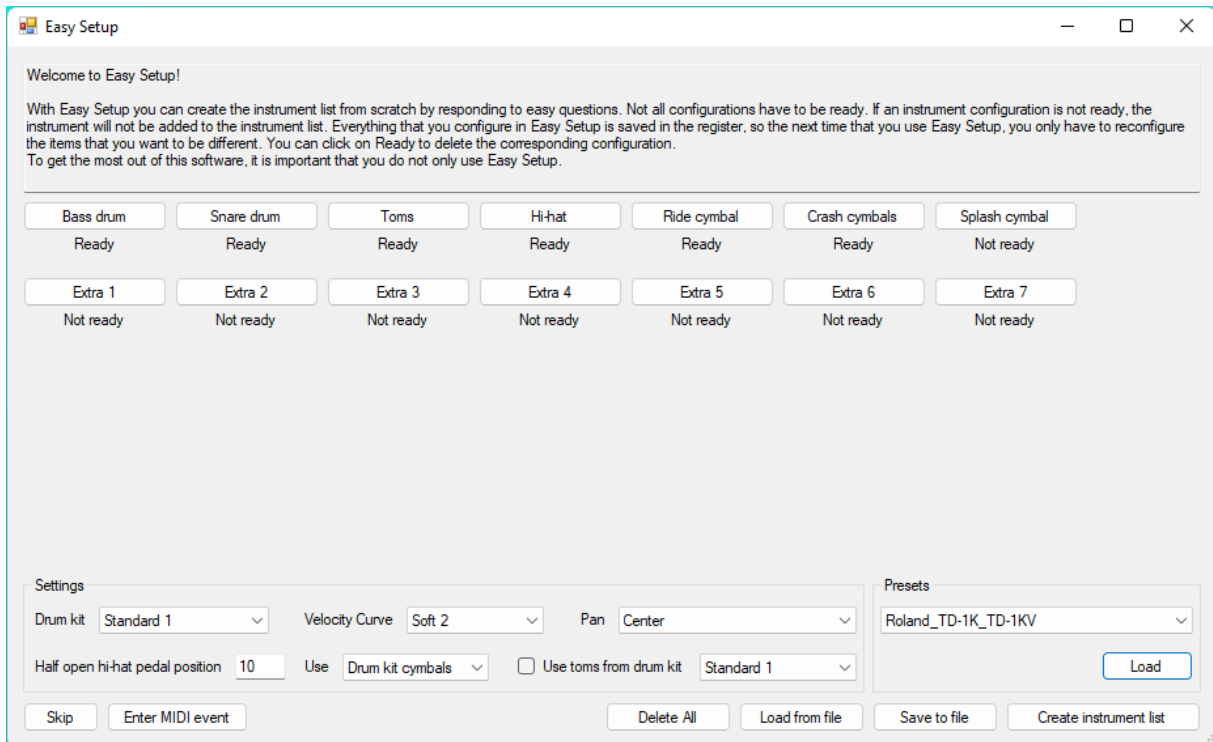 Easy Setup
Welcome to Easy Setup!
With Easy Setup you can create the instrument list from scratch by responding to easy questions. Not all configurations have to be ready. If an instrument configuration is not ready, the
instrument will not be added to the instrument list. Everything that you configure in Easy Setup is saved in the register, so the next time that you use Easy Setup, you only have to reconfigure
the items that you want to be different. You can click on Ready to delete the corresponding configuration.
To get the most out of this software, it is important that you do not only use Easy Setup.
Bass drum Snare drum Toms Hi-hat Ride cymbal Crash cymbals Splash cymbal
Ready Ready Ready Ready Ready Ready Not ready
Extra 1 Extra 2 Extra 3 Extra 4 Extra 5 Extra 6 Extra 7
Not ready Not ready Not ready Not ready Not ready Not ready Not ready
Settings Presets
Drum kit Standard 1 Velocity Curve Soft 2 Pan Center Roland_TD-1K_TD-1KV
Half open hi-hat pedal position 10 Use Drum kit cymbals Use toms from drum kit Standard 1 Load
Skip Enter MIDI event Delete All Load from file Save to file Create instrument list